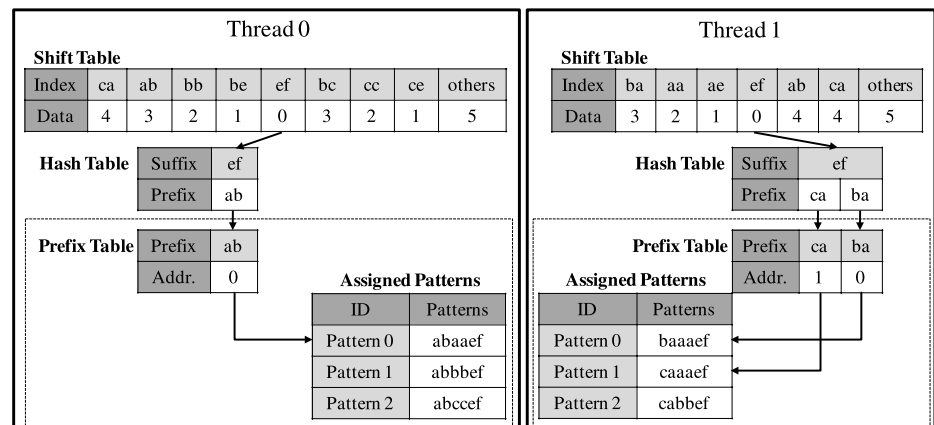 Thread 0
Shift Table
Index ca ab bb be ef bc cc ce others
Data 4 3 2 1 0 3 2 1 5
Hash Table
Suffix ef
Prefix ab
Prefix Table
Prefix ab
Addr. 0
Assigned Patterns
ID Patterns
Pattern 0 abaaef
Pattern 1 abbbef
Pattern 2 abccef
Thread 1
Shift Table
Index ba aa ae ef ab ca others
Data 3 2 1 0 4 4 5
Hash Table
Suffix ef
Prefix ca ba
Prefix Table
Prefix ca ba
Addr. 1 0
Assigned Patterns
ID Patterns
Pattern 0 baaaef
Pattern 1 caaaef
Pattern 2 cabbef